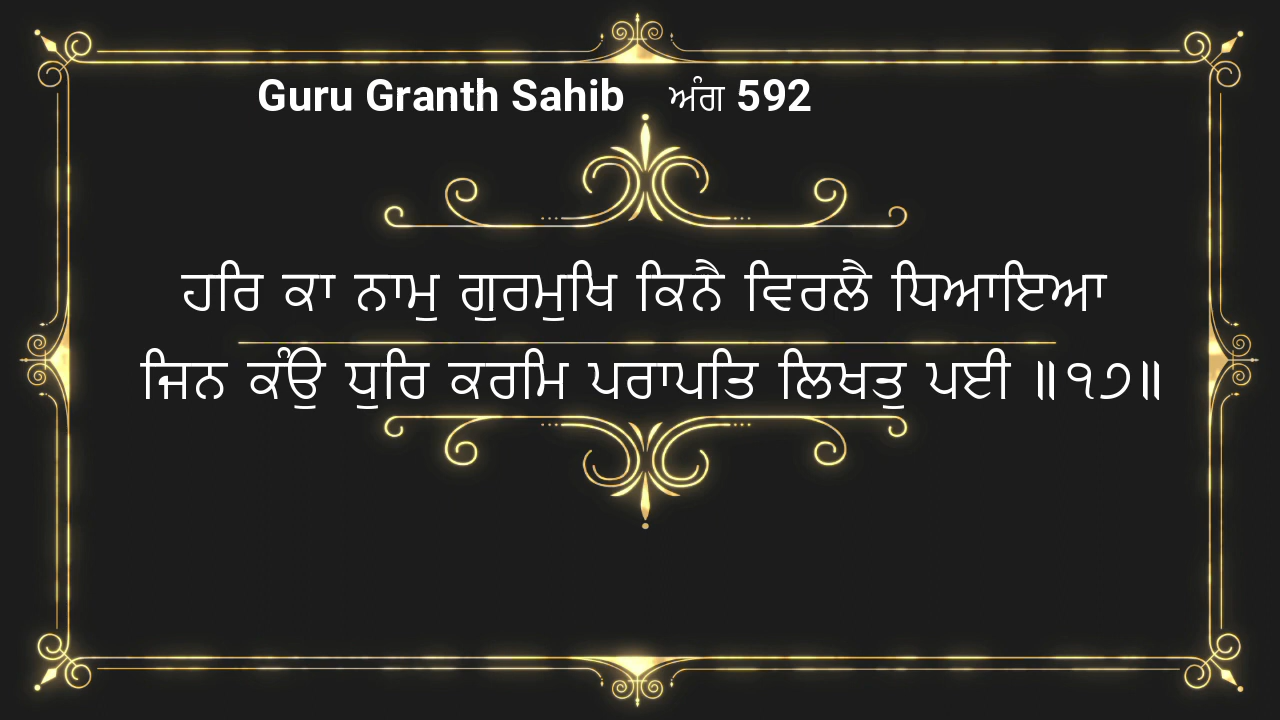 Guru Granth Sahib ਅੰਗ 592
ਹਰਿ ਕਾ ਨਾਮੁ ਗੁਰਮੁਖਿ ਕਿਨੈ ਵਿਰਲੈ ਧਿਆਇਆ
ਜਿਨ ਕੰਉ ਧੁਰਿ ਕਰਮਿ ਪਰਾਪਤਿ ਲਿਖਤੁ ਪਈ ॥੧੭॥